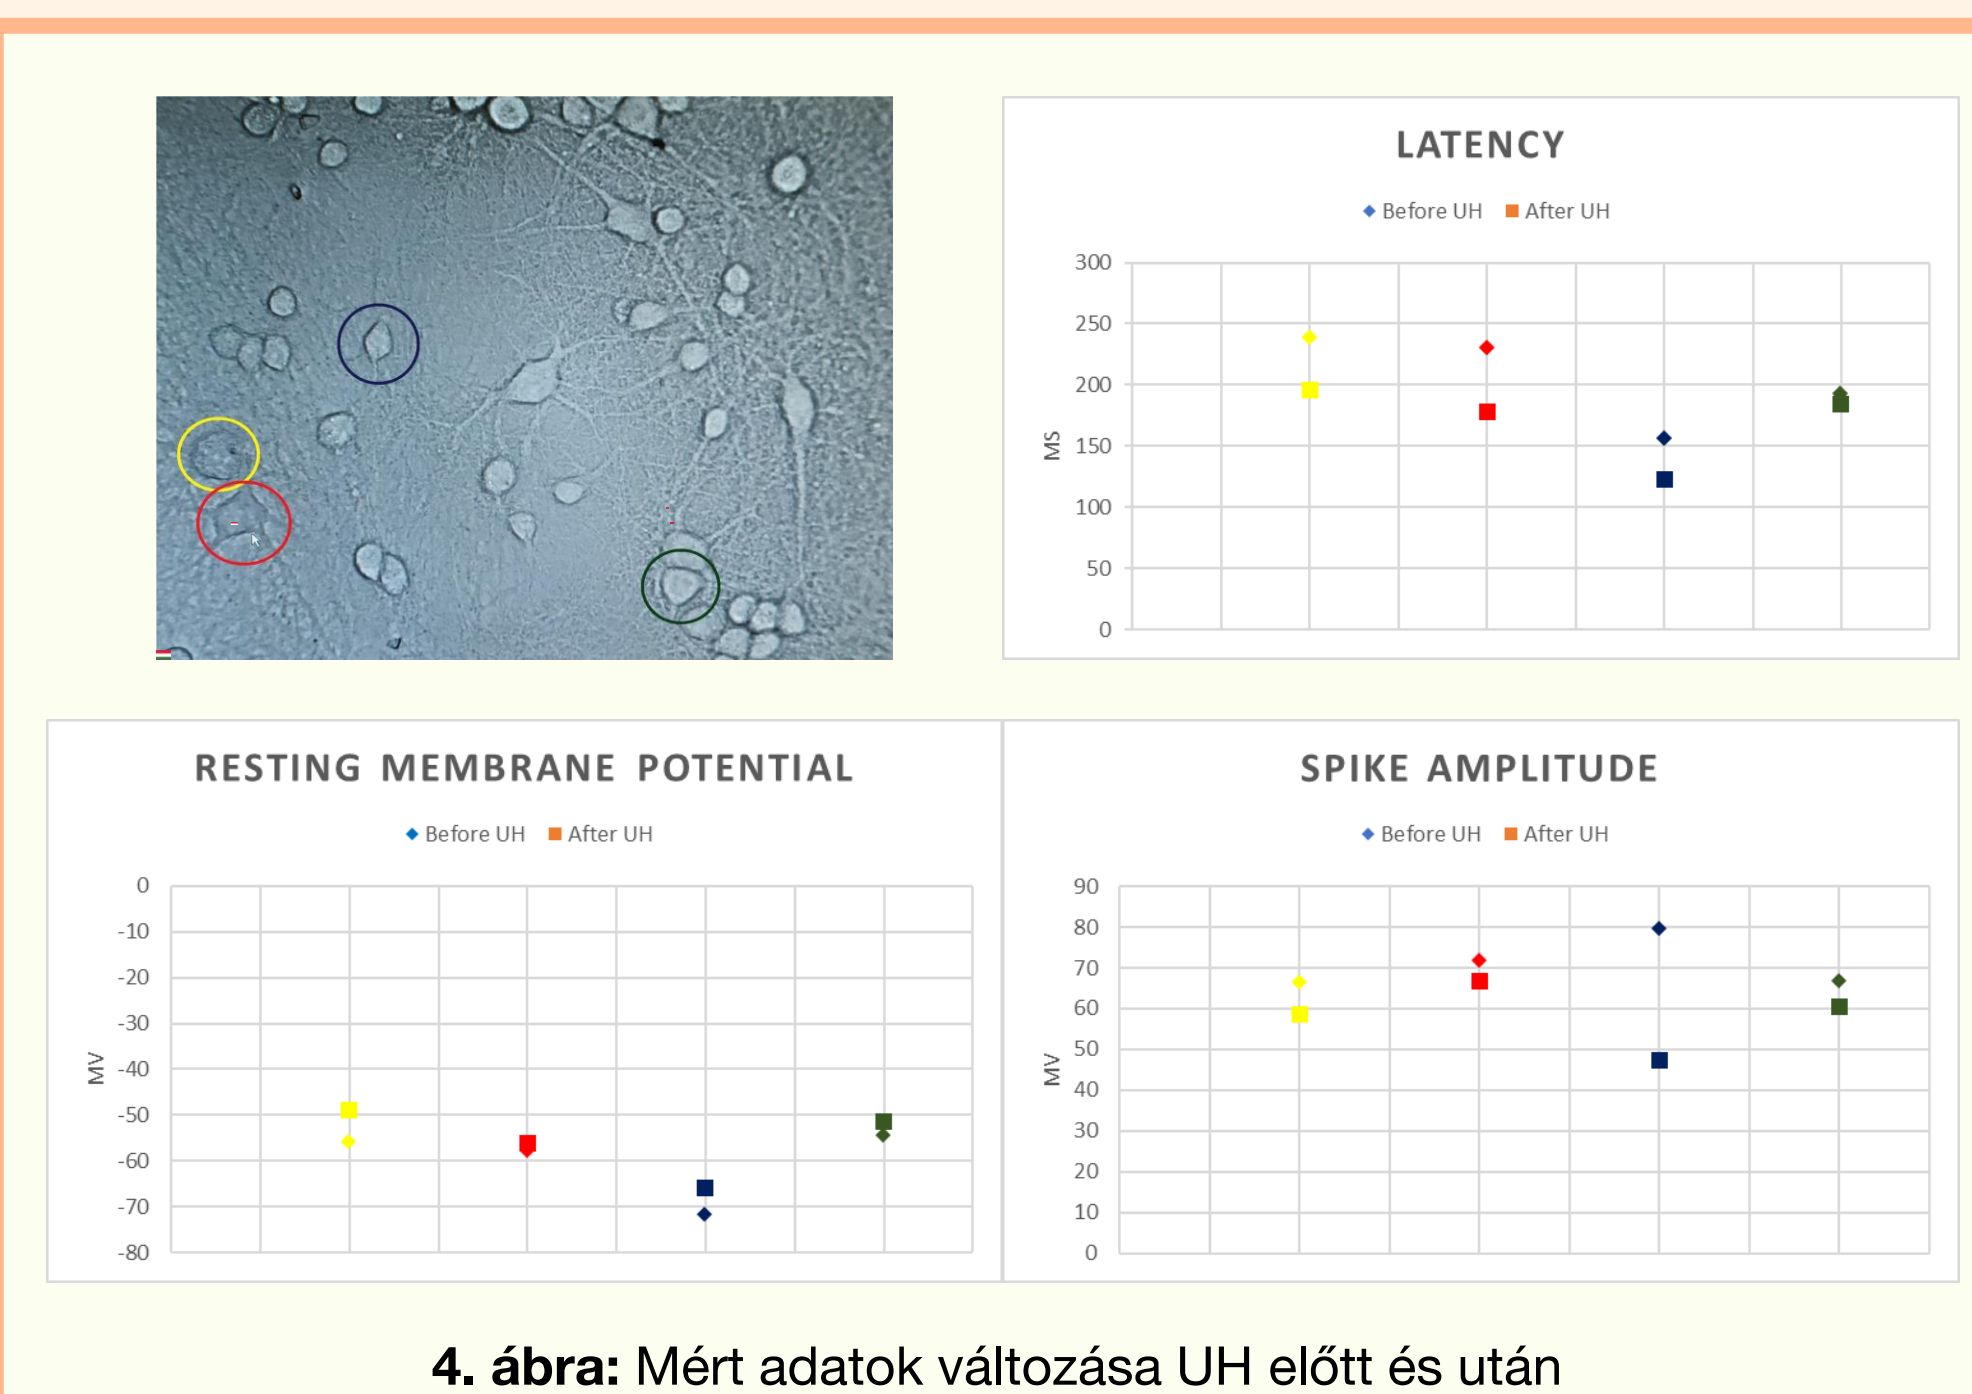 LATENCY
Before UH After UH
300
250
200
150
100
50
0
MS
RESTING MEMBRANE POTENTIAL
Before UH After UH
0
-10
-20
-30
-40
-50
-60
-70
-80
MV
SPIKE AMPLITUDE
Before UH After UH
90
80
70
60
50
40
30
20
10
0
MV
4. ábra: Mért adatok változása UH előtt és után